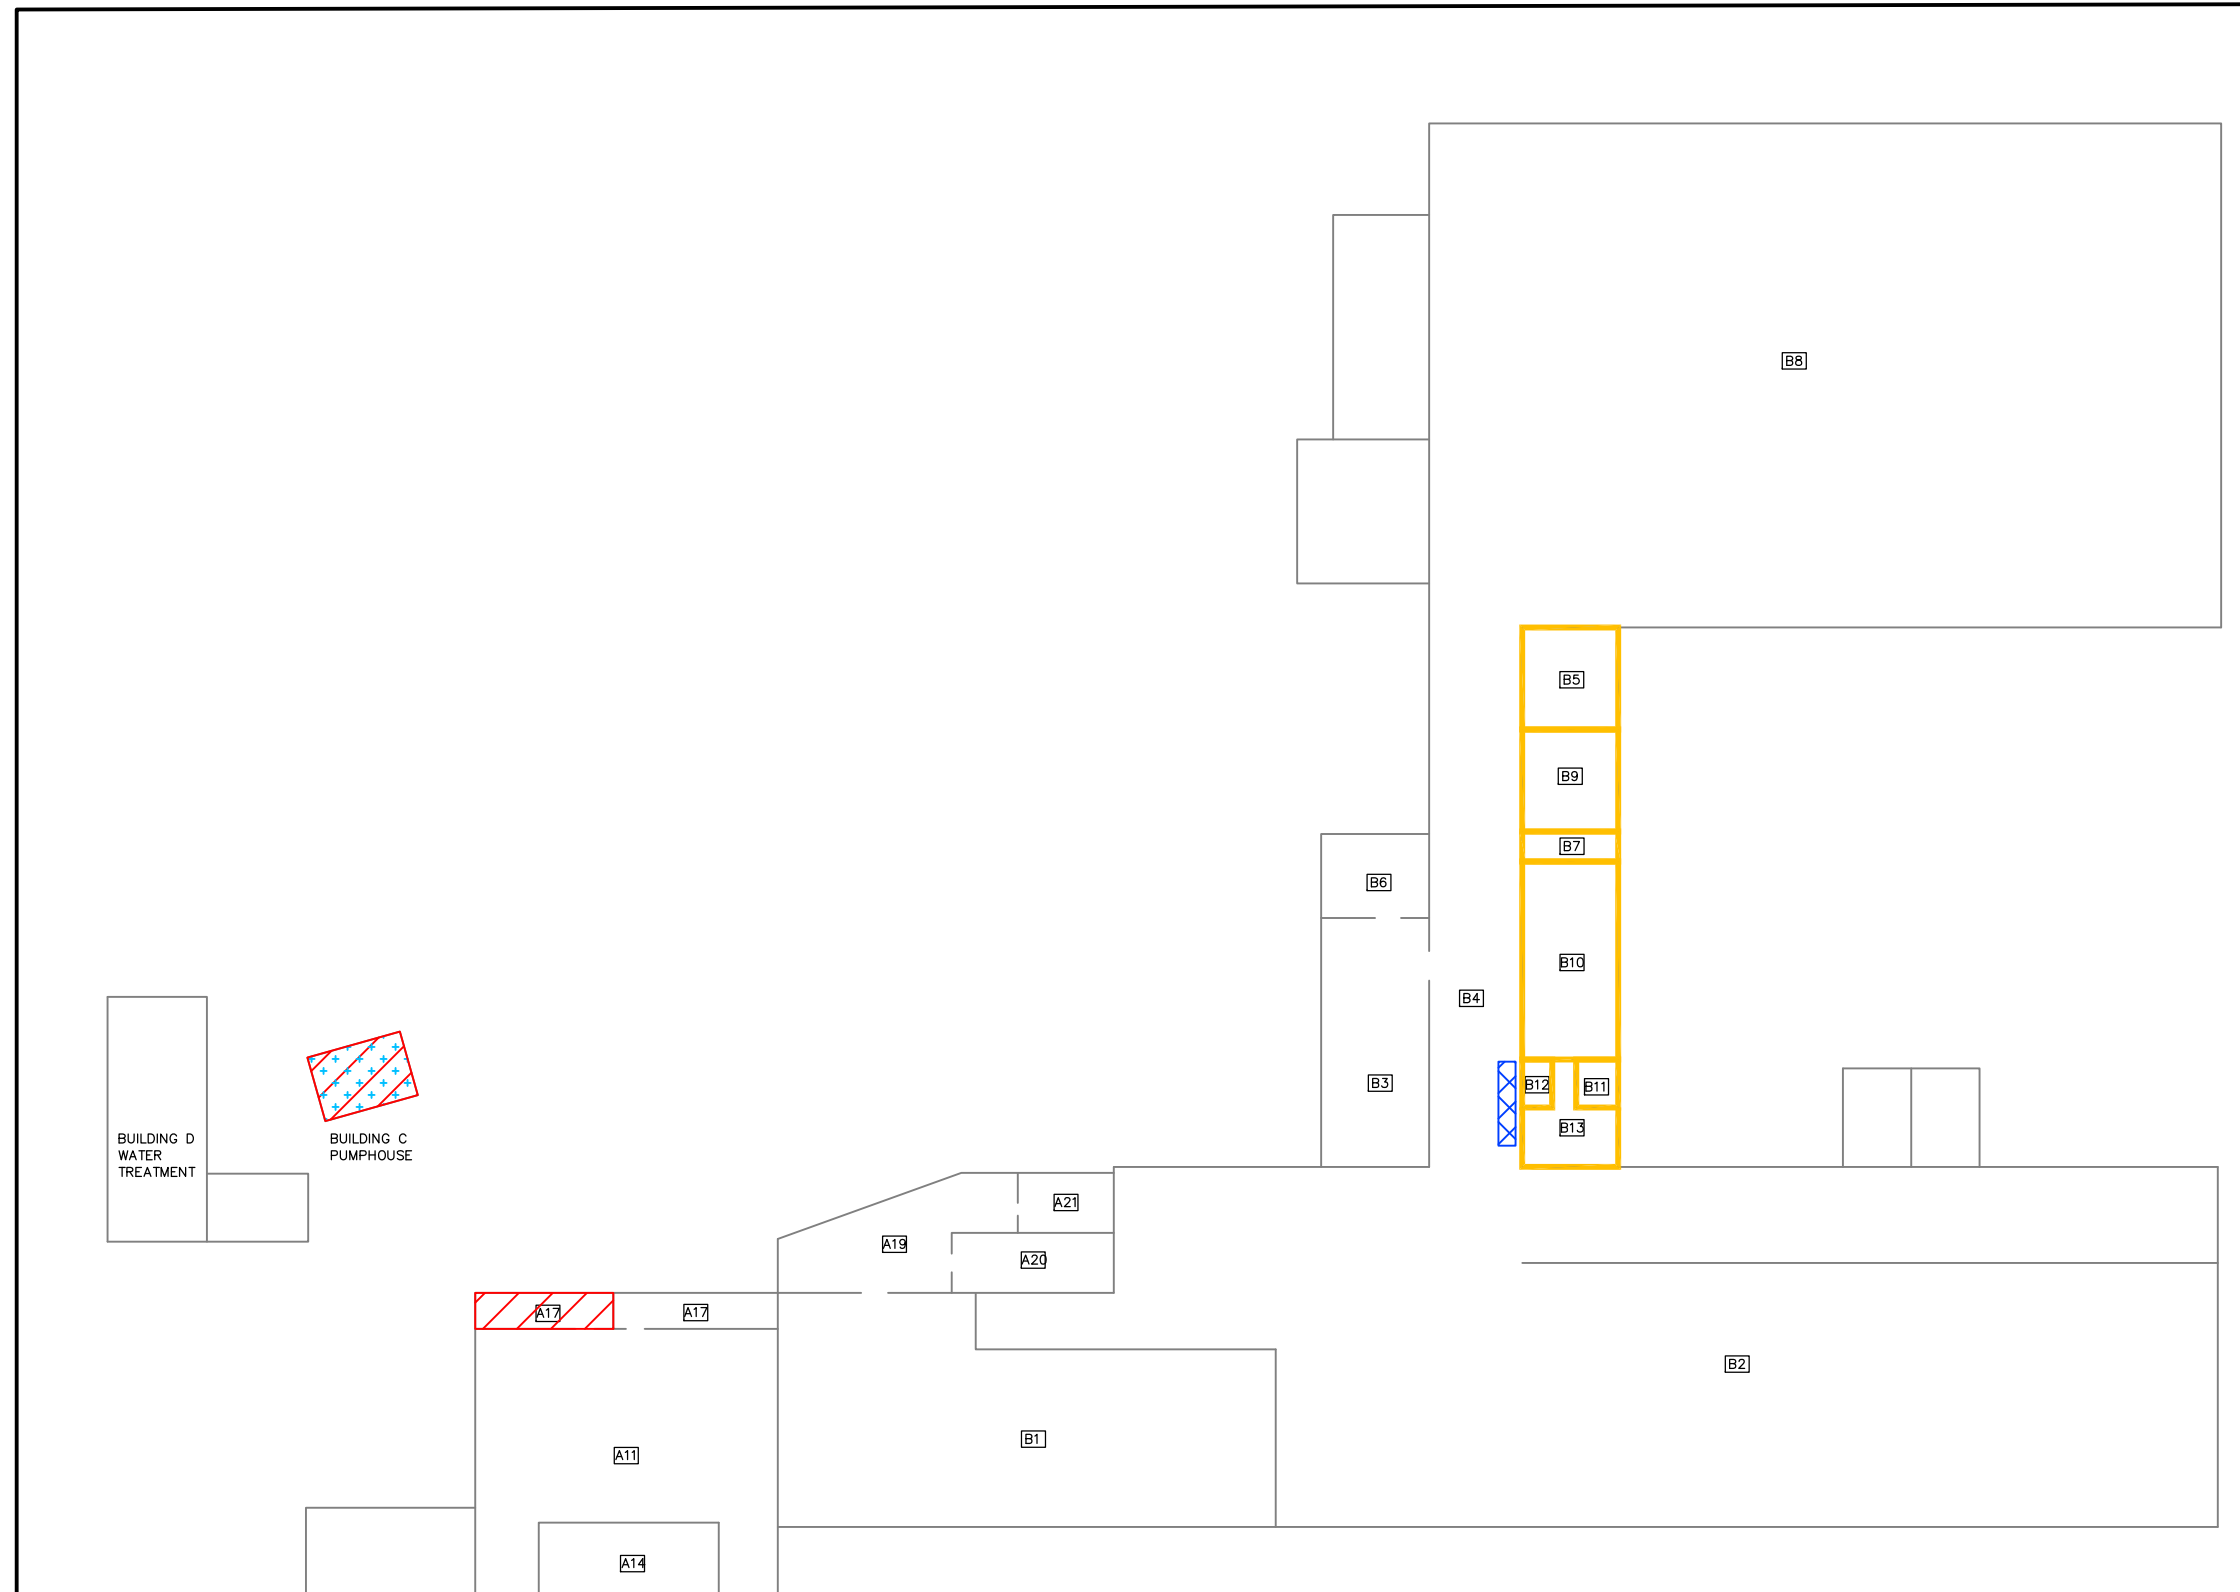 B8
B5
B9
B7
B6
B10
B4
B3
B12
B11
B13
BUILDING D
WATER
TREATMENT
BUILDING C
PUMPHOUSE
A21
A19
A20
A17
A17
B2
B1
A11
A14